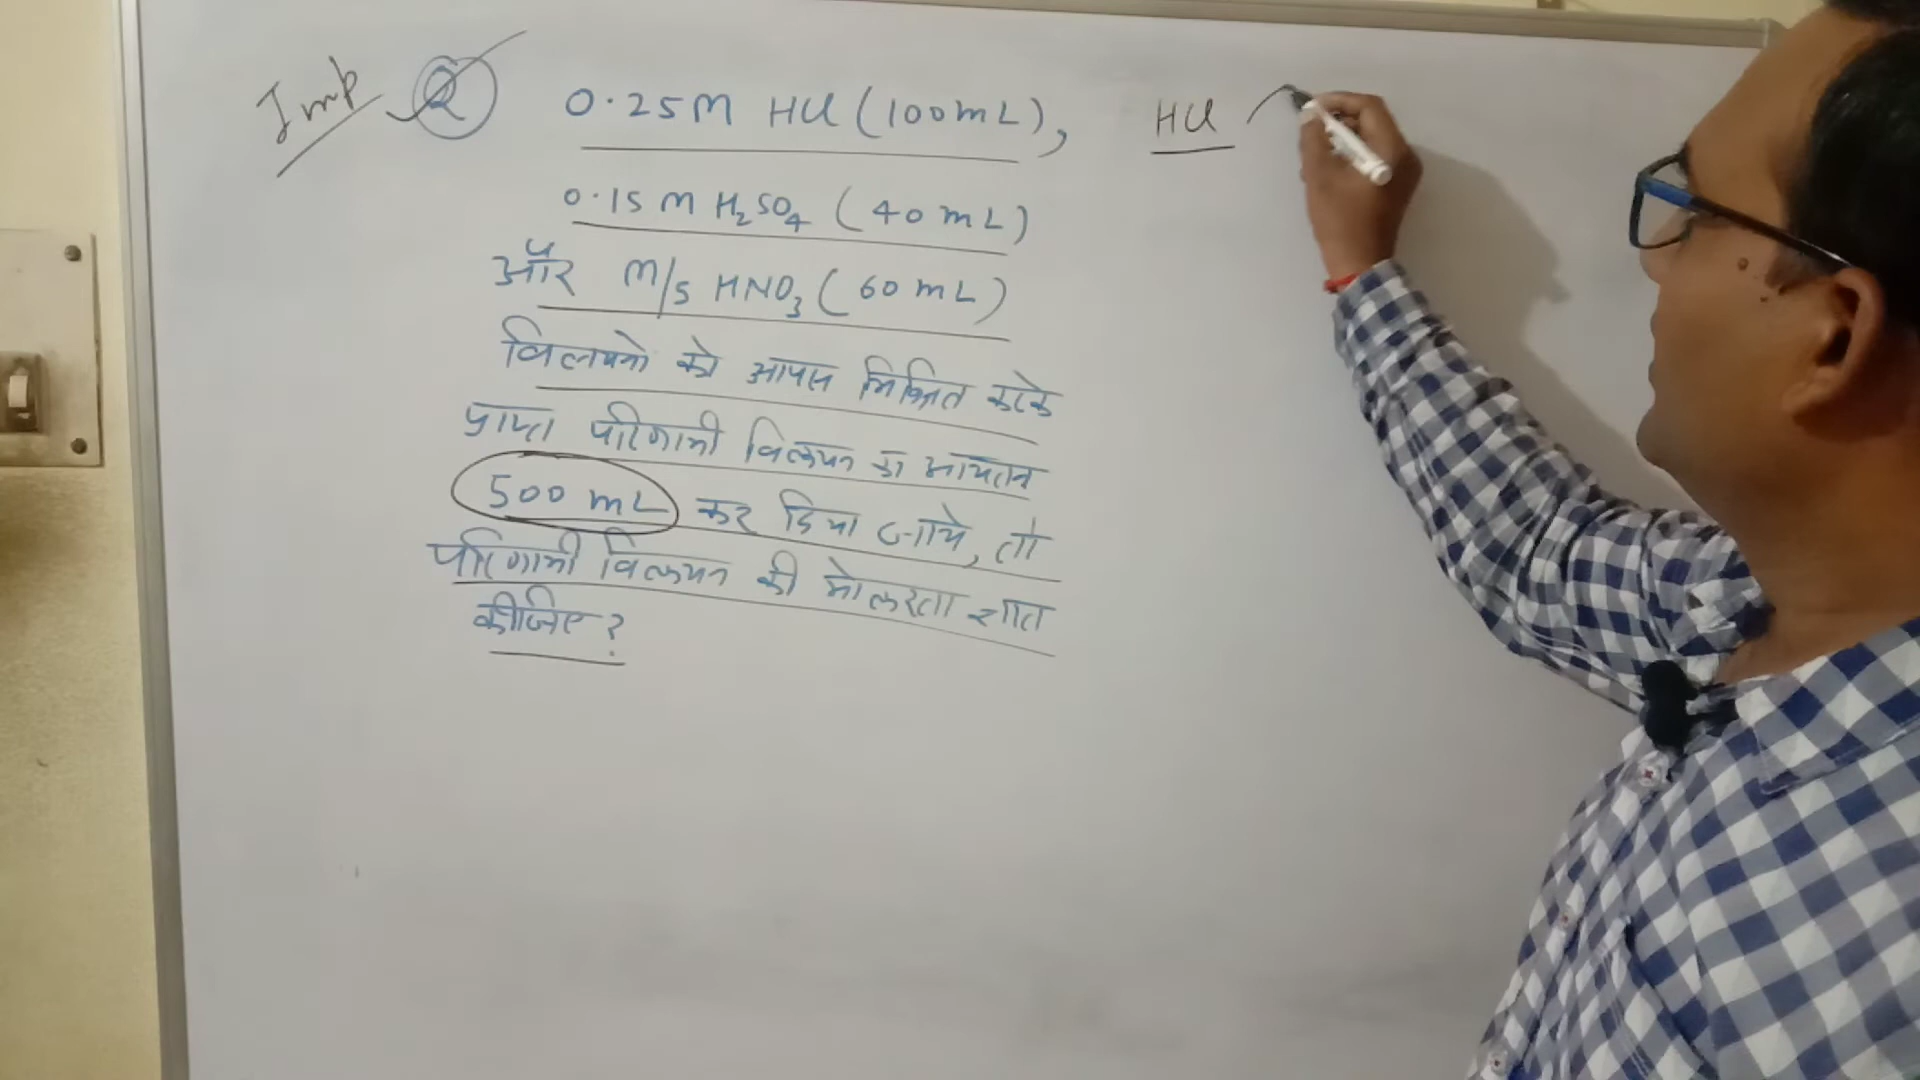 Imp Q 0.25M HCl (100mL),
0.15 M H₂SO₄ (40 mL)
और M/5 HNO₃ (60 mL)
विलयनो को आपस मिश्रित करके
प्राप्त परिणामी विलयन का आयतन
500 mL कर दिया जाये, तो
परिणामी विलयन की मोलरता ज्ञात
कीजिए?
HCl